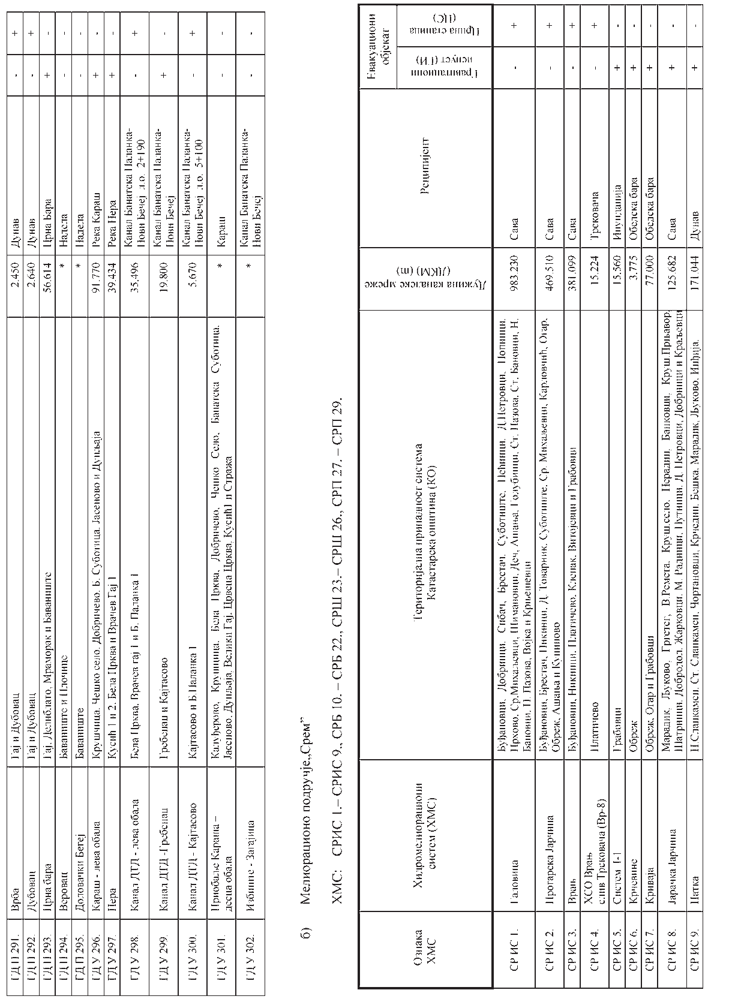 ГД П 291. Врба Гај и Дубовац 2.450 Дунав - +
ГД П 292. Дубовац Гај и Дубовац 2.640 Дунав - +
ГД П 293. Црна бара Гај, Делиблато, Мраморак и Баваниште 56.614 Црна Бара + -
ГД П 294. Веровац Баваниште и Плочице * Надела - -
ГД П 295. Доловачки Бегеј Баваниште * Надела - -
ГД У 296. Караш - лева обала Крушчица, Чешко село, Добричево, Б. Суботица, Јасеново и Дупљаја 91.770 Река Караш + -
ГД У 297. Нера Кусић 1 и 2, Бела Црква и Врачев Гај 1 39.434 Река Нера + -
ГД У 298. Канал ДТД - лева обала Бела Црква, Врачев гај 1 и Б. Паланка 1 35.496 Канал Банатска Паланка-
Нови Бечеј л.о. 2+190 - +
ГД У 299. Канал ДТД -Гребенац Гребенац и Кајтасово 19.800 Канал Банатска Паланка-
Нови Бечеј + -
ГД У 300. Канал ДТД - Кајтасово Кајтасово и Б.Паланка 1 5.670 Канал Банатска Паланка-
Нови Бечеј л.о. 5+100 - +
ГД У 301. Приобаље Караша –
десна обала Калуђерово, Крушчица, Бела Црква, Добричево, Чешко Село, Банатска Суботица,
Јасеново, Дупљаја, Велики Гај, Црвена Црква, Кусић1 и Стража * Караш - -
ГД У 302. Избиште - Загајица * Канал Банатска Паланка-
Нови Бечеј - -
б) Мелиорационо подручје„Срем”
ХМС: СРИС 1.– СРИС 9., СРБ 10. – СРБ 22., СРШ 23.– СРШ 26., СРП 27. – СРП 29.
Ознака
ХМС
Хидромелиорациони
систем (ХМС)
Територијална припадност система
Катастарска општина (КО)
Дужина каналске мреже
(ДКМ) (m)
Реципијент
Евакуациони
објекат
Гравитациони
испуст (ГИ)
Црпна станица
(ЦС)
СР ИС 1. Галовица Буђановци, Добринци, Сибач, Брестач, Суботиште, Пећинци, Д.Петровци, Попинци,
Прхово, Ср.Михаљевци, Шимановци, Деч, Ашања, Голубинци, Ст. Пазова, Ст. Бановци, Н.
Бановци, Н. Пазова, Војка и Крњешевци 983.230 Сава - +
СР ИС 2. Прогарска Јарчина Буђановци, Брестач, Никинци, Д. Товарник, Суботиште, Ср. Михаљевци, Карловчић, Огар,
Обреж, Ашања и Купиново 469.510 Сава - +
СР ИС 3. Врањ Буђановци, Никинци, Платичево, Кленак, Витојевци и Грабовци 381.099 Сава - +
СР ИС 4. ХСО Врањ
слив Трсковача (Вр-8) Платичево 15.224 Трсковача - +
СР ИС 5. Систем I-1 Грабовци 15.560 Инундација + -
СР ИС 6. Крчевине Обреж 3.775 Обедска бара + -
СР ИС 7. Криваја Обреж, Огар и Грабовци 77.000 Обедска бара + -
СР ИС 8. Јарачка Јарчина Марадик, Љуково, Гргетег, В.Ремета, Круш.село, Нерадин, Банковци, Круш.Прњавор,
Шатринци, Добродол, Жарковци, М. Радинци, Путинци, Д. Петровци, Добринци и Краљевци 125.682 Сава + -
СР ИС 9. Патка Н.Сланкамен, Ст. Сланкамен, Чортановци, Крчедин, Бешка, Марадик, Љуково, Инђија. 171.044 Дунав + -